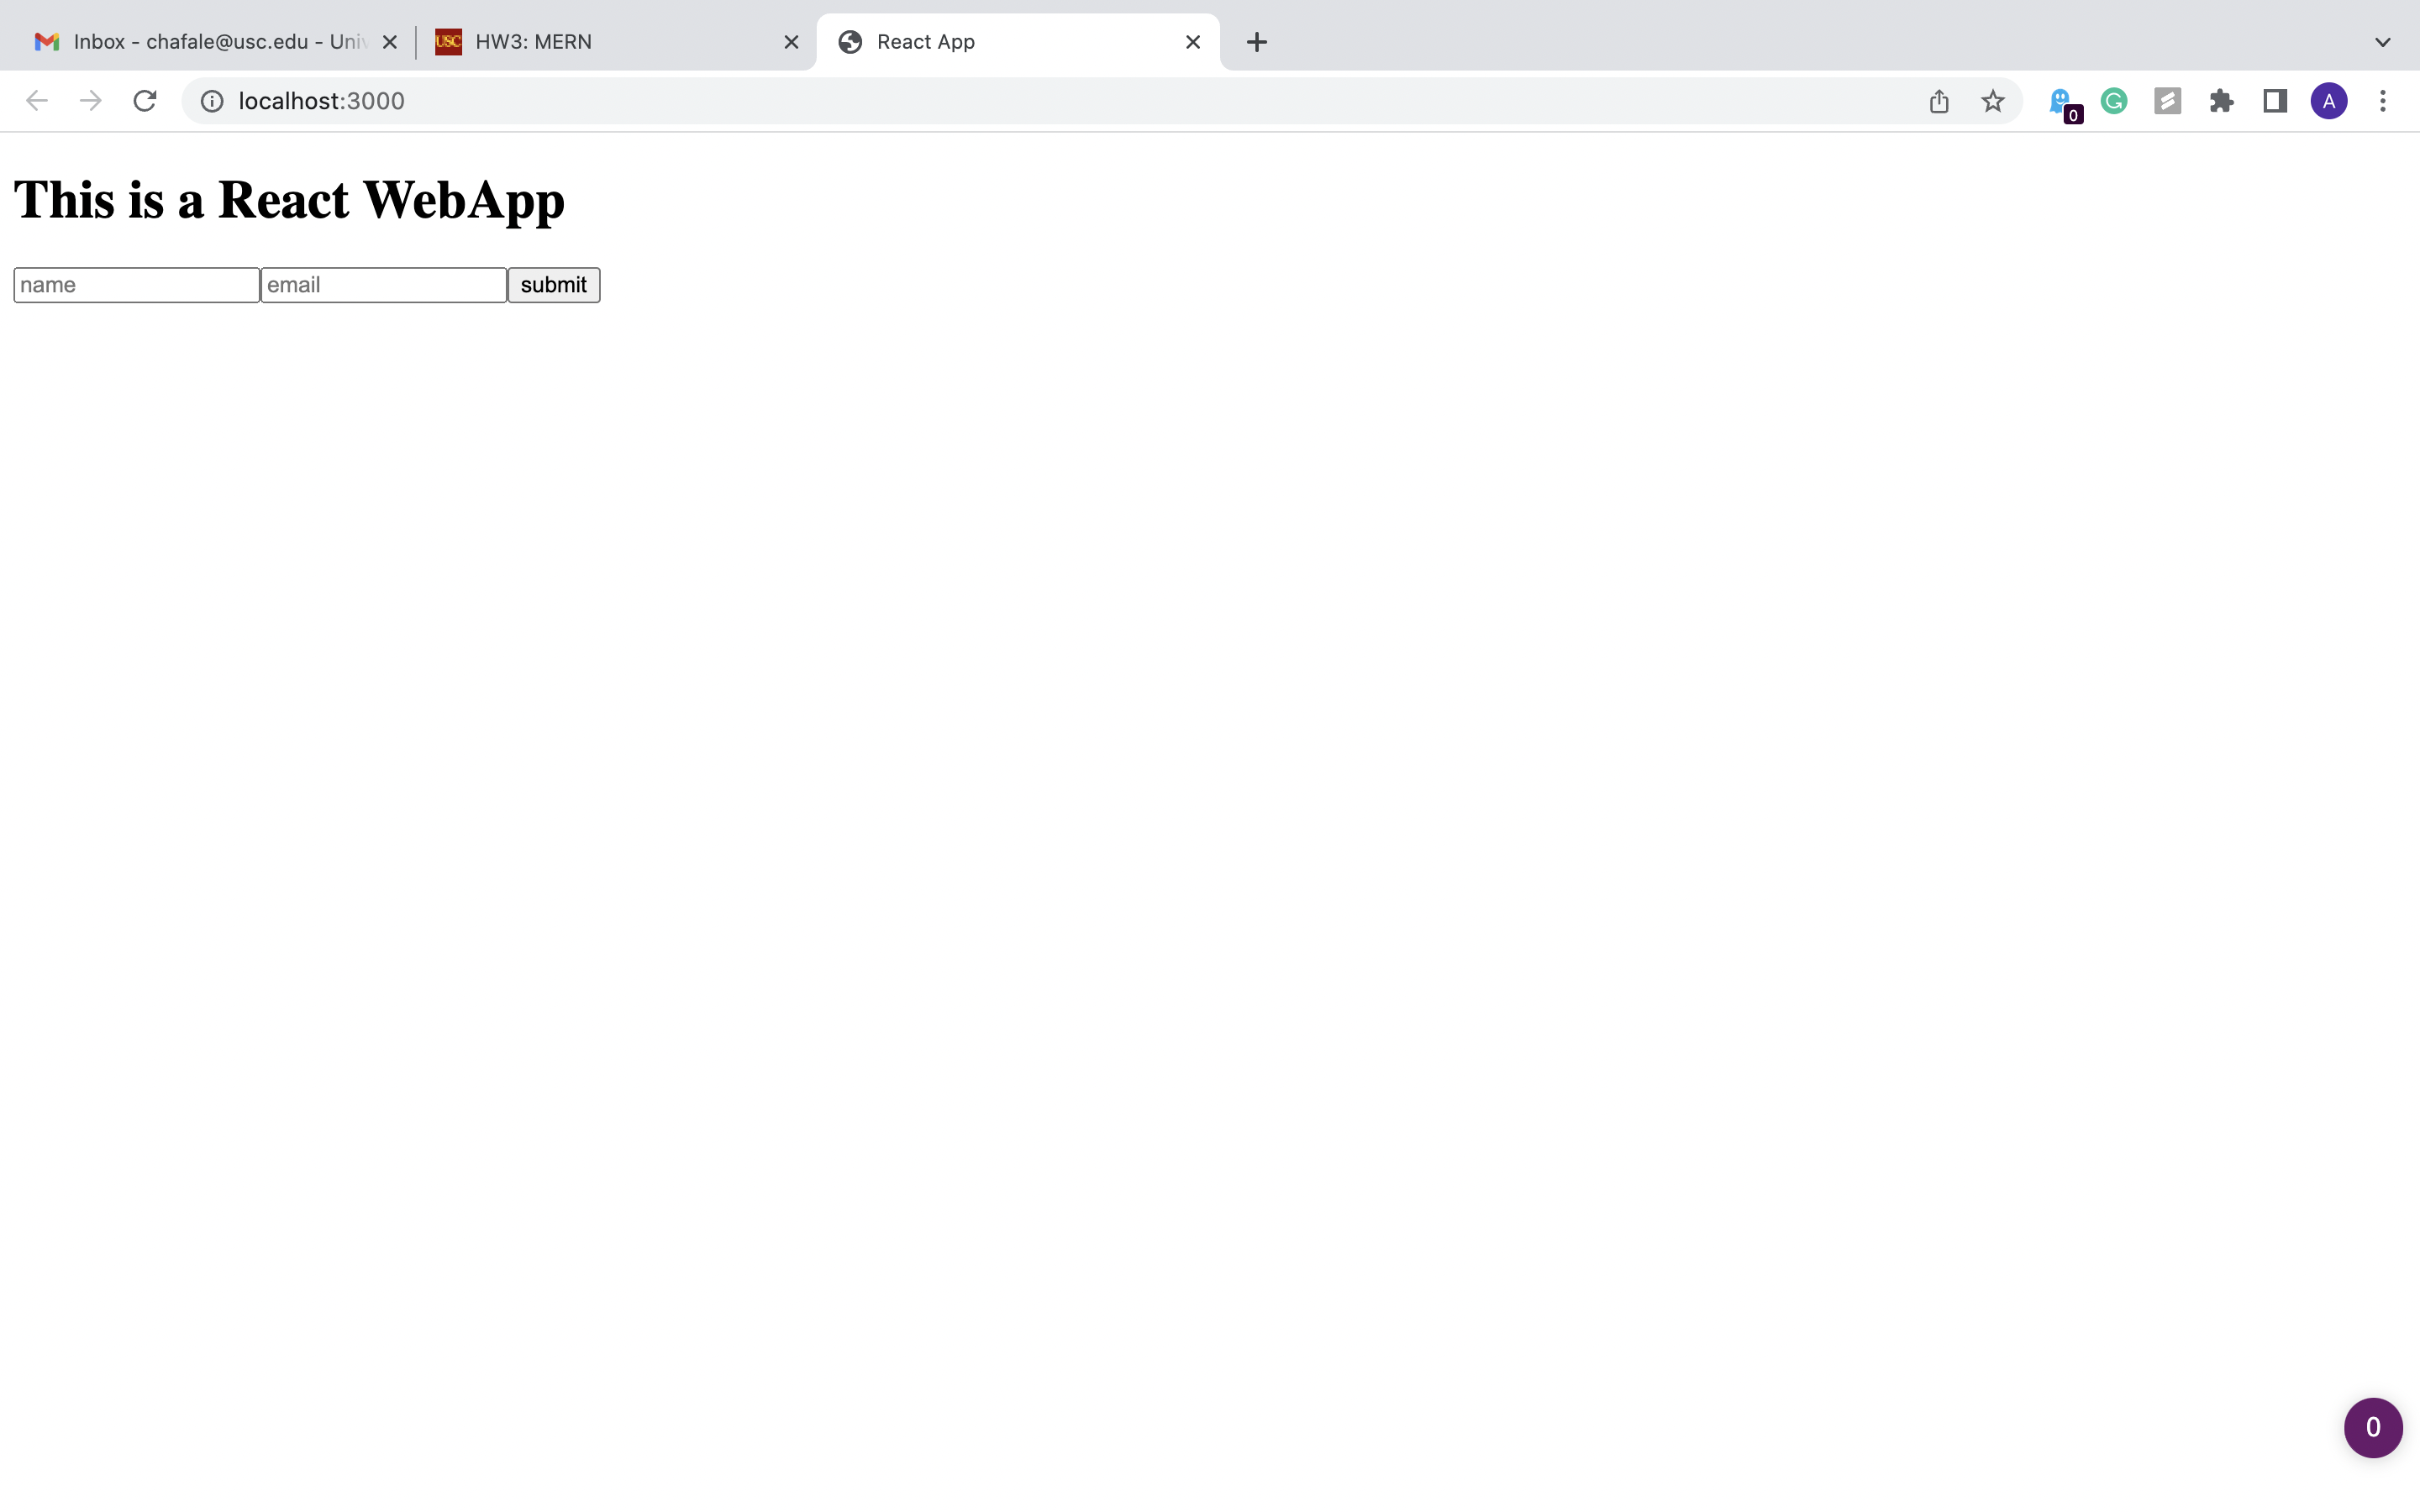 Inbox - chafale@usc.edu - Univ
USC HW3: MERN
React App
localhost:3000
0
A
This is a React WebApp
name email submit
0